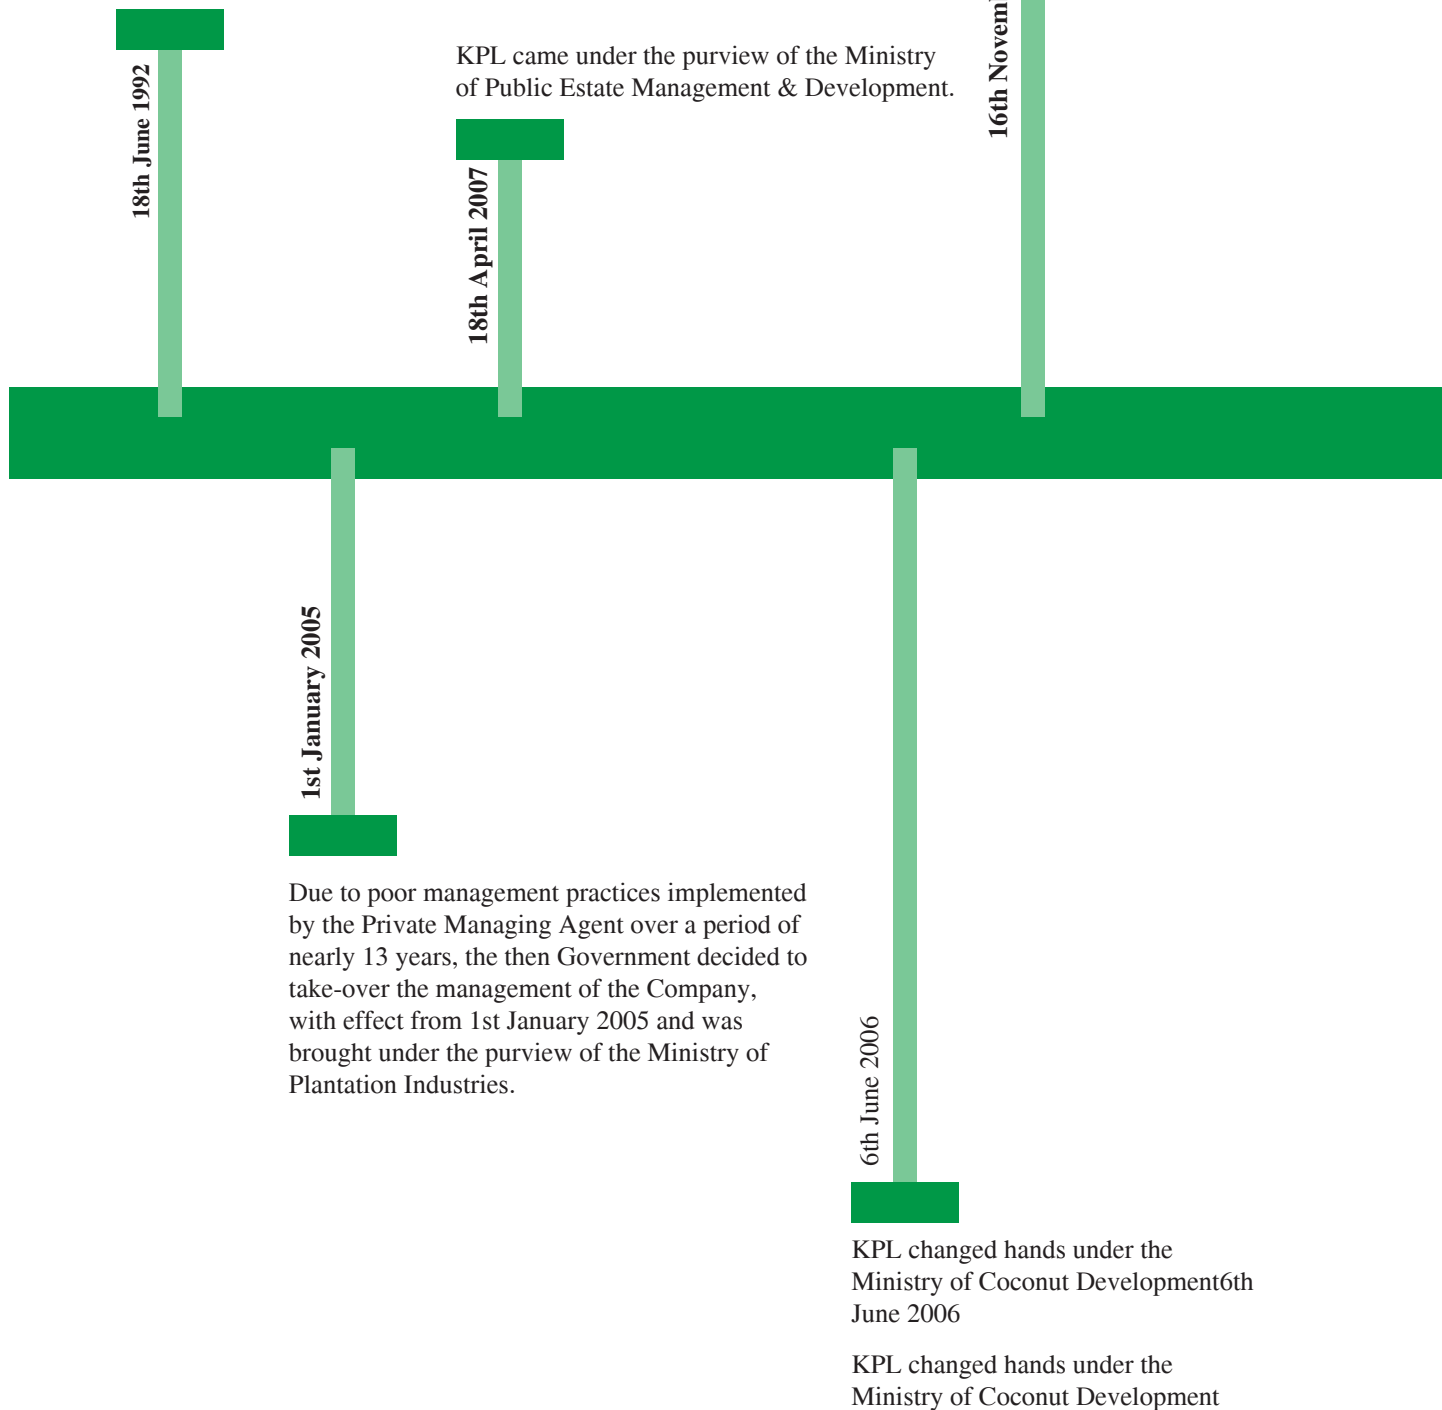 18th June 1992
KPL came under the purview of the Ministry
of Public Estate Management & Development.
18th April 2007
16th
1st January 2005
Due to poor management practices implemented
by the Private Managing Agent over a period of
nearly 13 years, the then Government decided to
take-over the management of the Company,
with effect from 1st January 2005 and was
brought under the purview of the Ministry of
Plantation Industries.
6th June 2006
KPL changed hands under the
Ministry of Coconut Development6th
June 2006
KPL changed hands under the
Ministry of Coconut Development